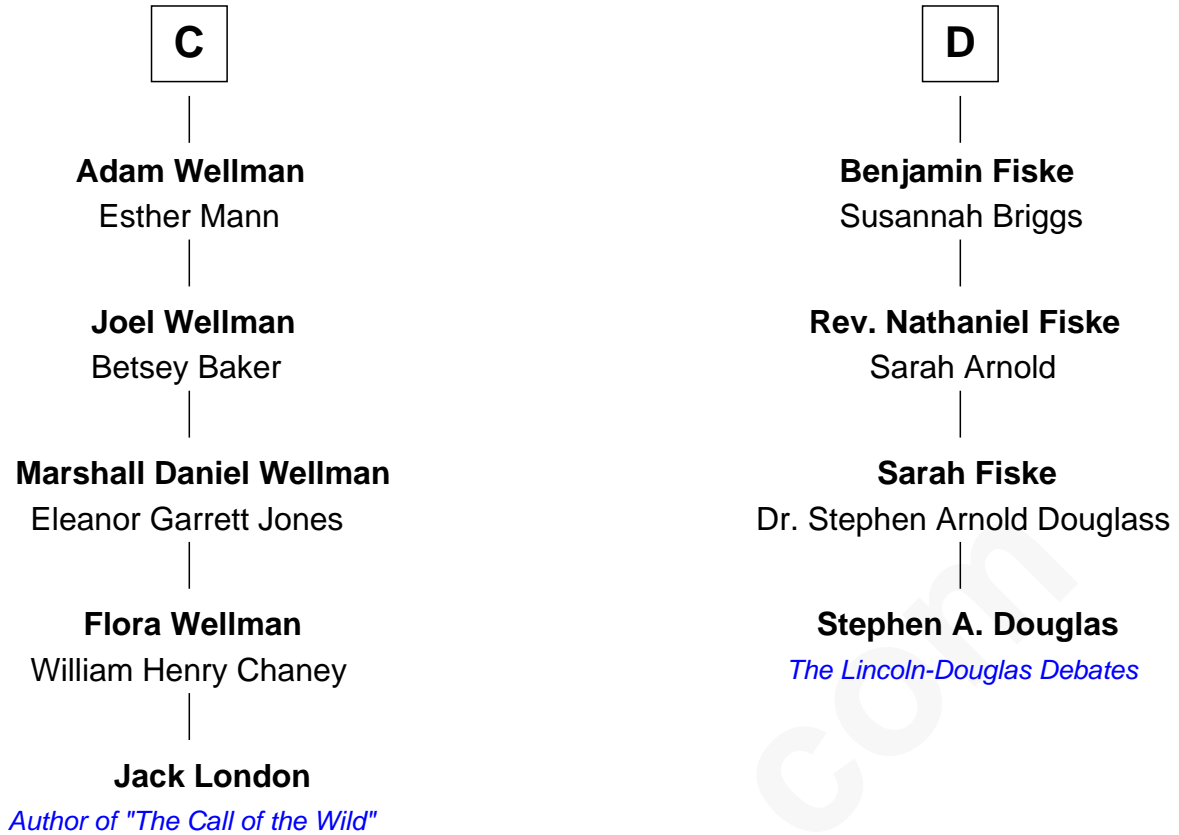 C
Adam Wellman
Esther Mann
Joel Wellman
Betsey Baker
Marshall Daniel Wellman
Eleanor Garrett Jones
Flora Wellman
William Henry Chaney
Jack London
Author of "The Call of the Wild"
D
Benjamin Fiske
Susannah Briggs
Rev. Nathaniel Fiske
Sarah Arnold
Sarah Fiske
Dr. Stephen Arnold Douglass
Stephen A. Douglas
The Lincoln-Douglas Debates
com